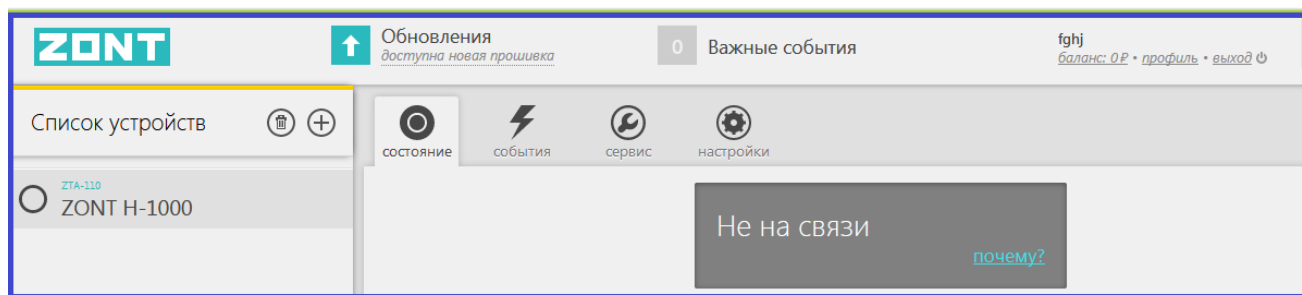 ZONT
Обновления
доступна новая прошивка
0
Важные события
fghj
баланс: 0 ₽ • профиль • выход
Список устройств
состояние
события
сервис
настройки
ZTA-110
ZONT H-1000
Не на связи
почему?